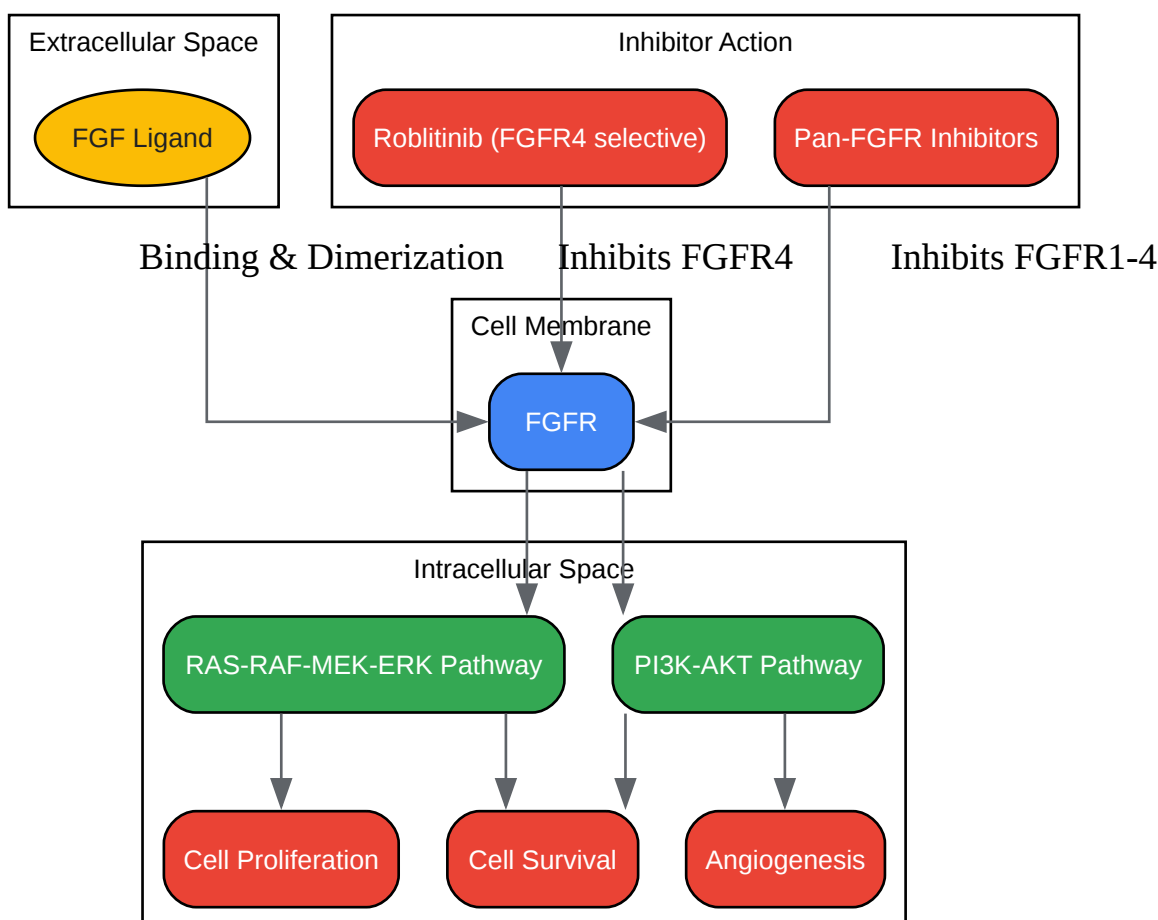 Extracellular Space
Inhibitor Action
FGF Ligand
Roblitinib (FGFR4 selective)
Pan-FGFR Inhibitors
Binding & Dimerization
Inhibits FGFR4
Inhibits FGFR1-4
Cell Membrane
FGFR
Intracellular Space
RAS-RAF-MEK-ERK Pathway
PI3K-AKT Pathway
Cell Proliferation
Cell Survival
Angiogenesis